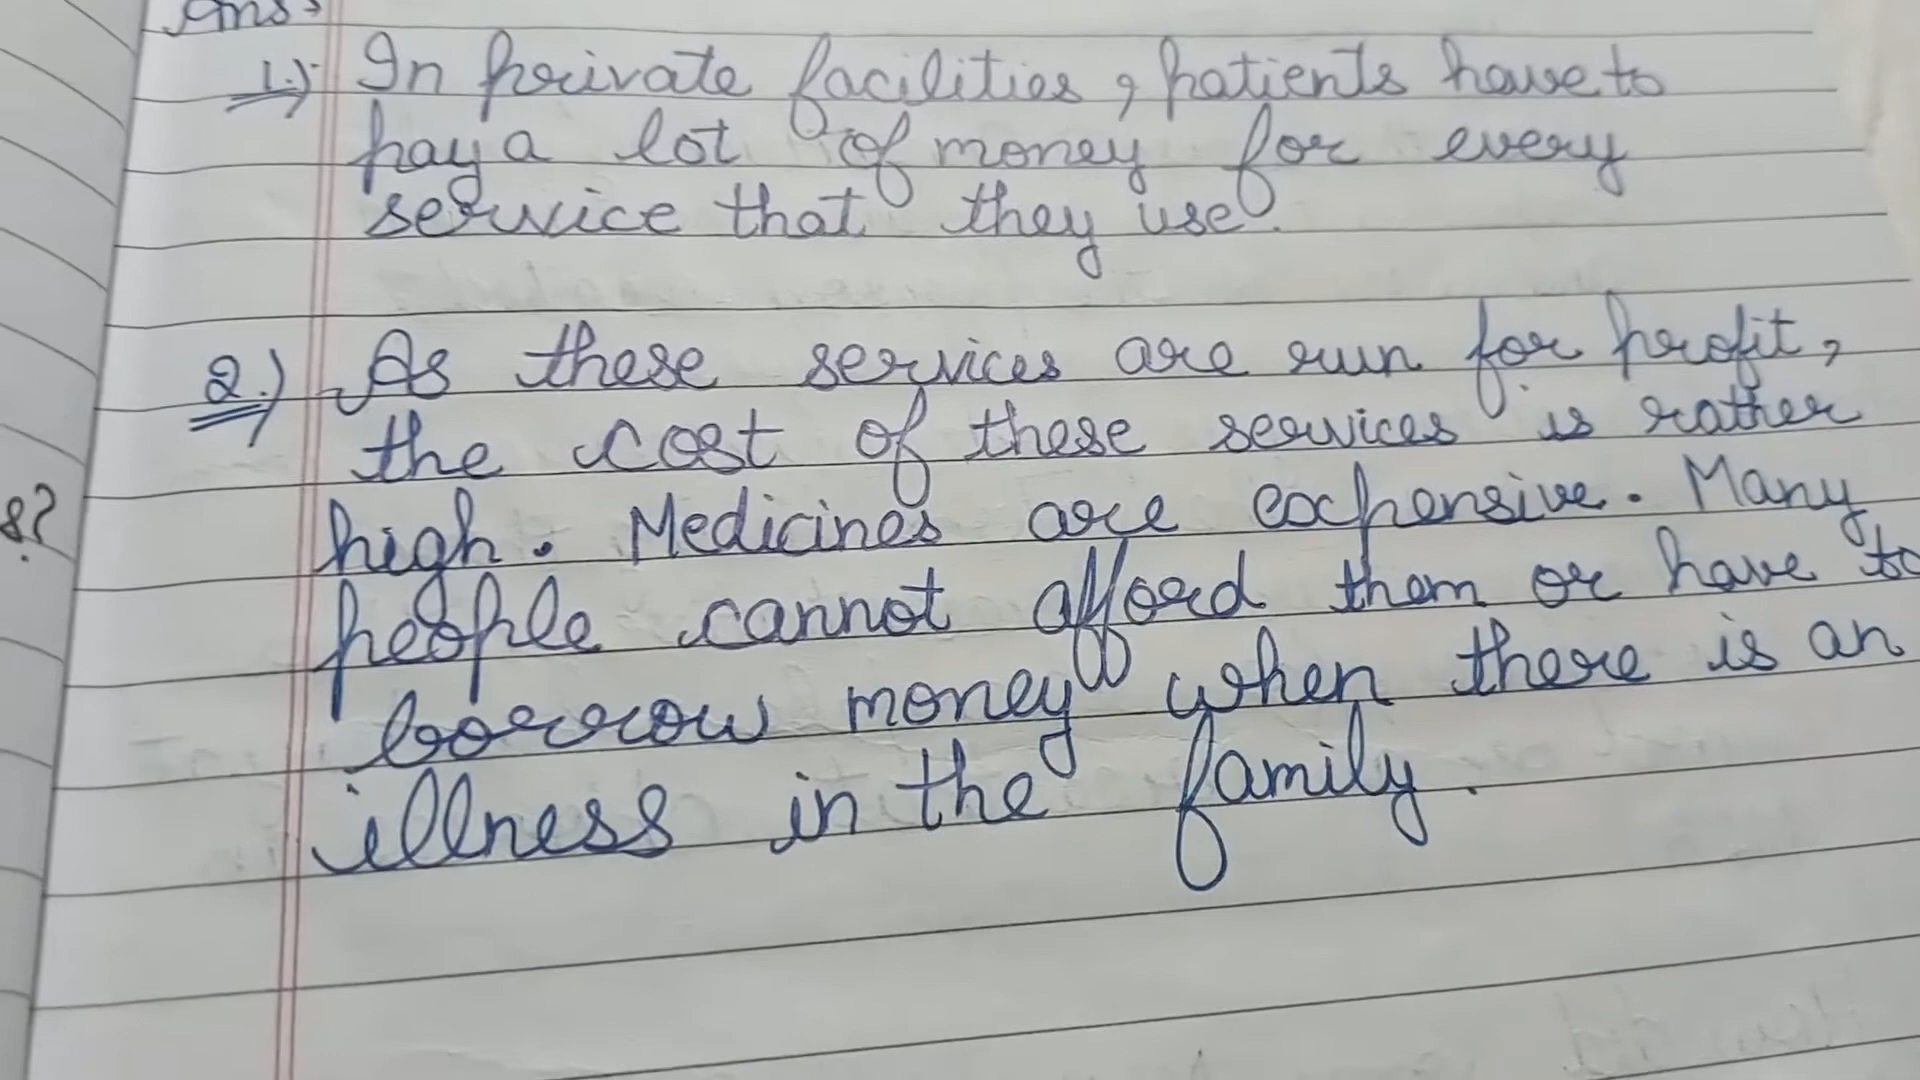 Ans:
1.) In private facilities, patients have to
pay a lot of money for every
service that they use.
2.) As these services are run for profit,
the cost of these services is rather
high. Medicines are expensive. Many
8?
people cannot afford them or have to
borrow money when there is an
illness in the family.